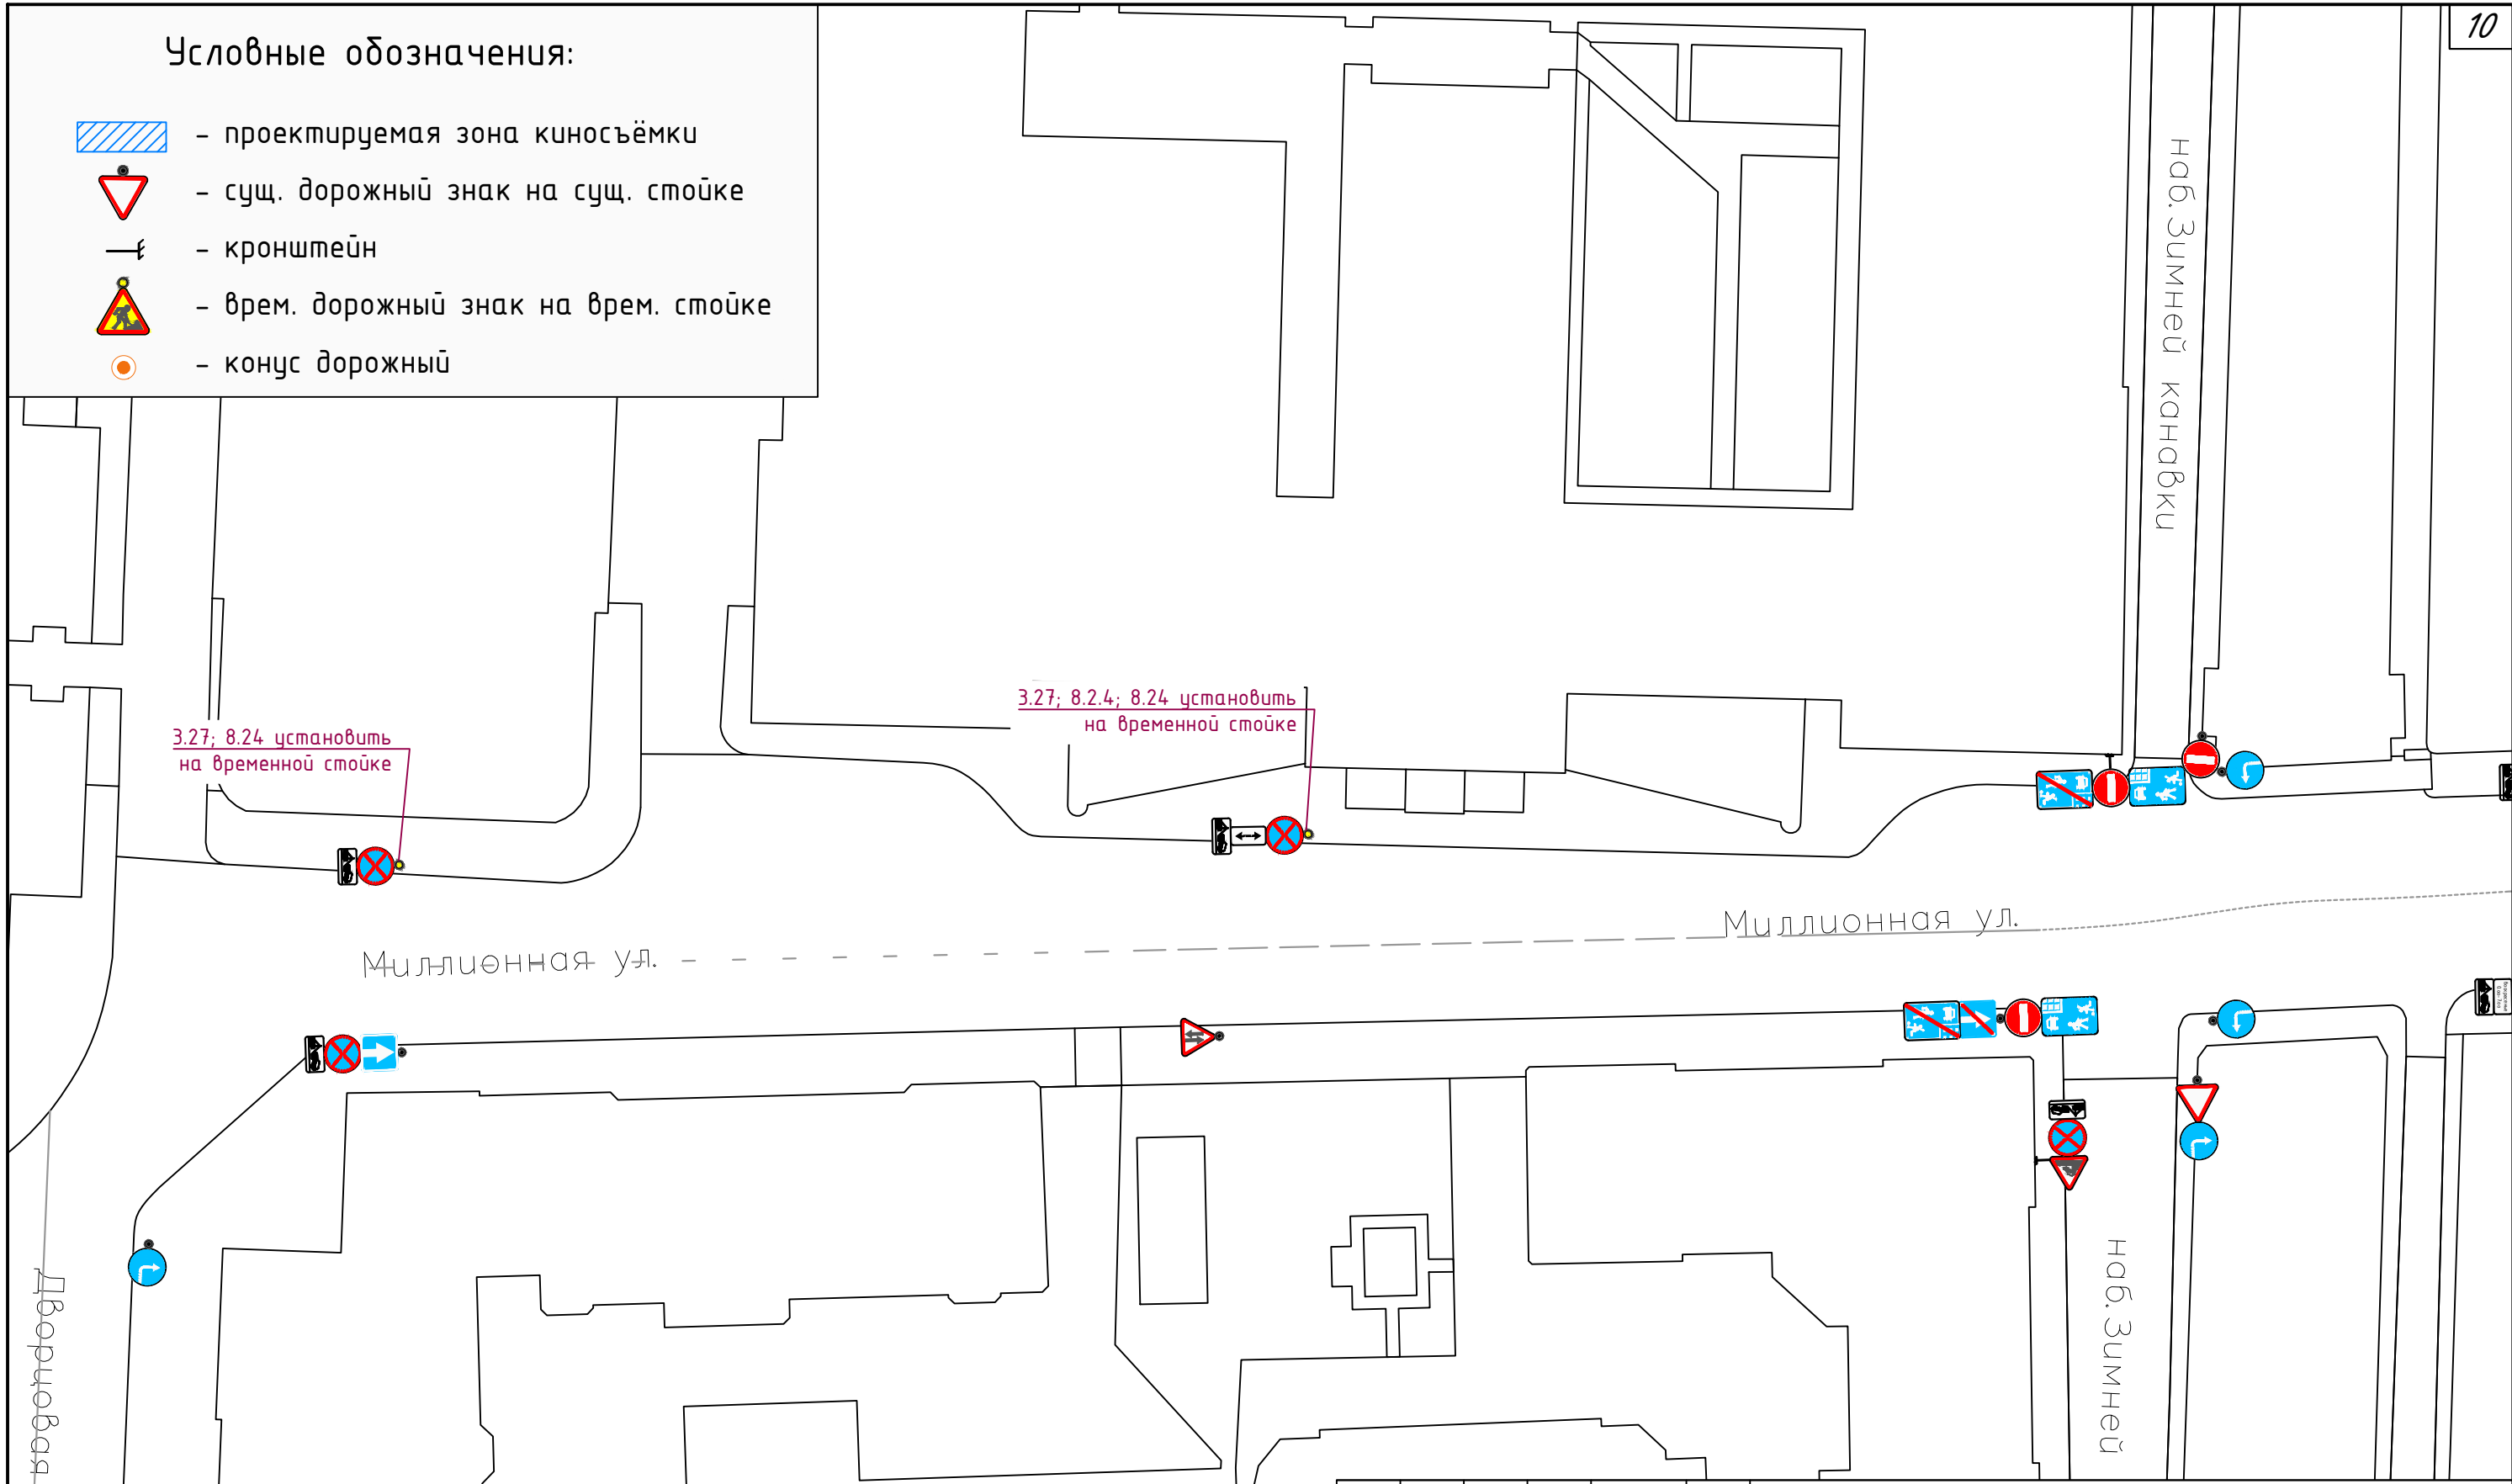 10
Условные обозначения:
- проектируемая зона киносъёмки
- сущ. дорожный знак на сущ. стойке
- кронштейн
- врем. дорожный знак на врем. стойке
- конус дорожный
наб.Зимней канавки
3.27; 8.2.4; 8.24 установить
на временной стойке
3.27; 8.24 установить
на временной стойке
Миллионная ул.
Миллионная ул.
Дворцовая
наб.Зимней